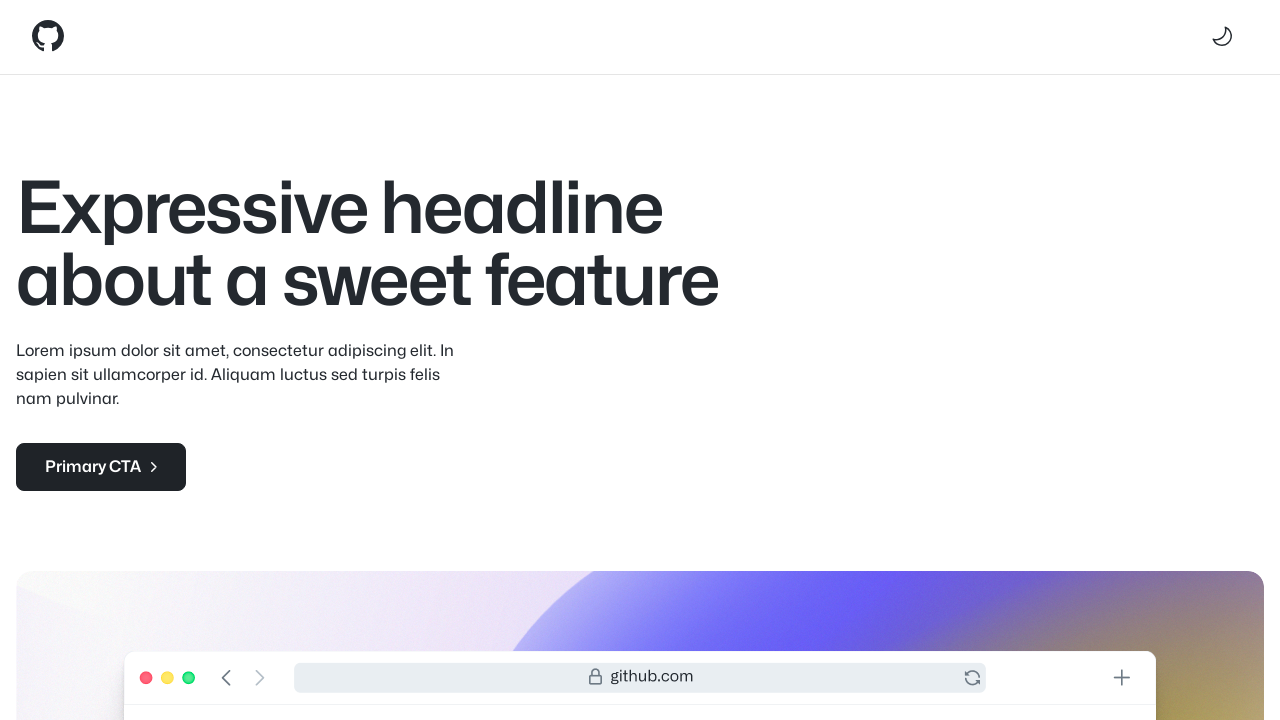 Expressive headline
about a sweet feature
Lorem ipsum dolor sit amet, consectetur adipiscing elit. In
sapien sit ullamcorper id. Aliquam luctus sed turpis felis
nam pulvinar.
Primary CTA
github.com